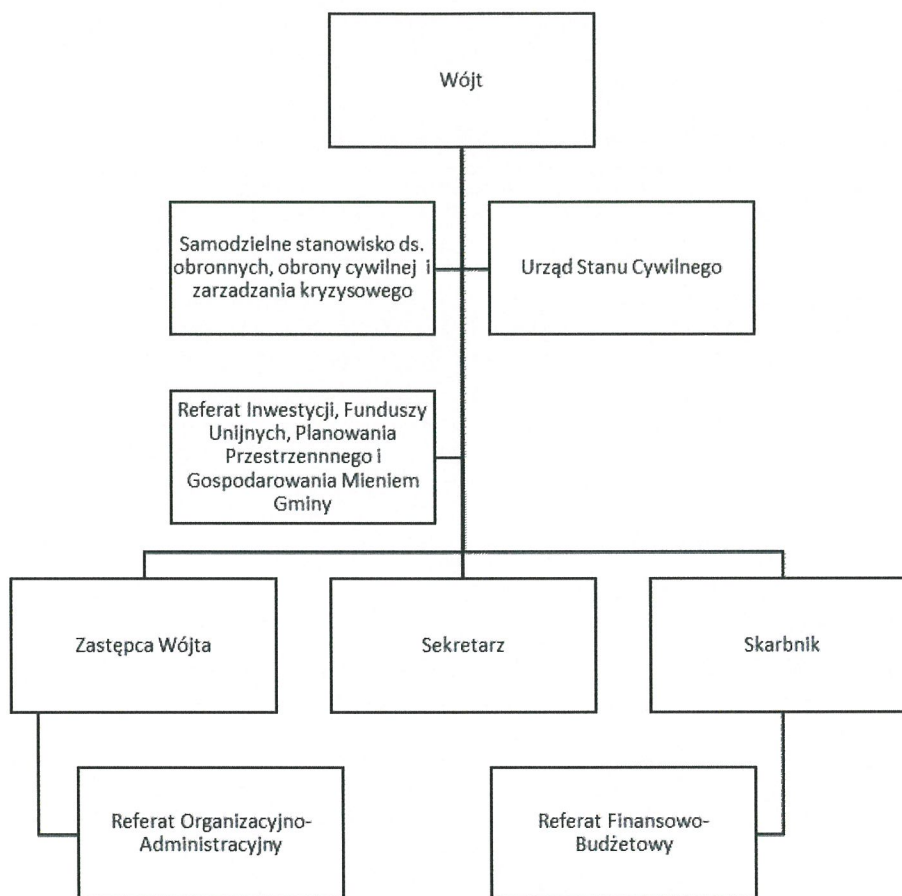 Wójt
Samodzielne stanowisko ds.
obronnych, obrony cywilnej i
zarzadzania kryzysowego
Urząd Stanu Cywilnego
Referat Inwestycji, Funduszy
Unijnych, Planowania
Przestrzennnego i
Gospodarowania Mieniem
Gminy
Zastępca Wójta
Sekretarz
Skarbnik
Referat Organizacyjno-
Administracyjny
Referat Finansowo-
Budżetowy